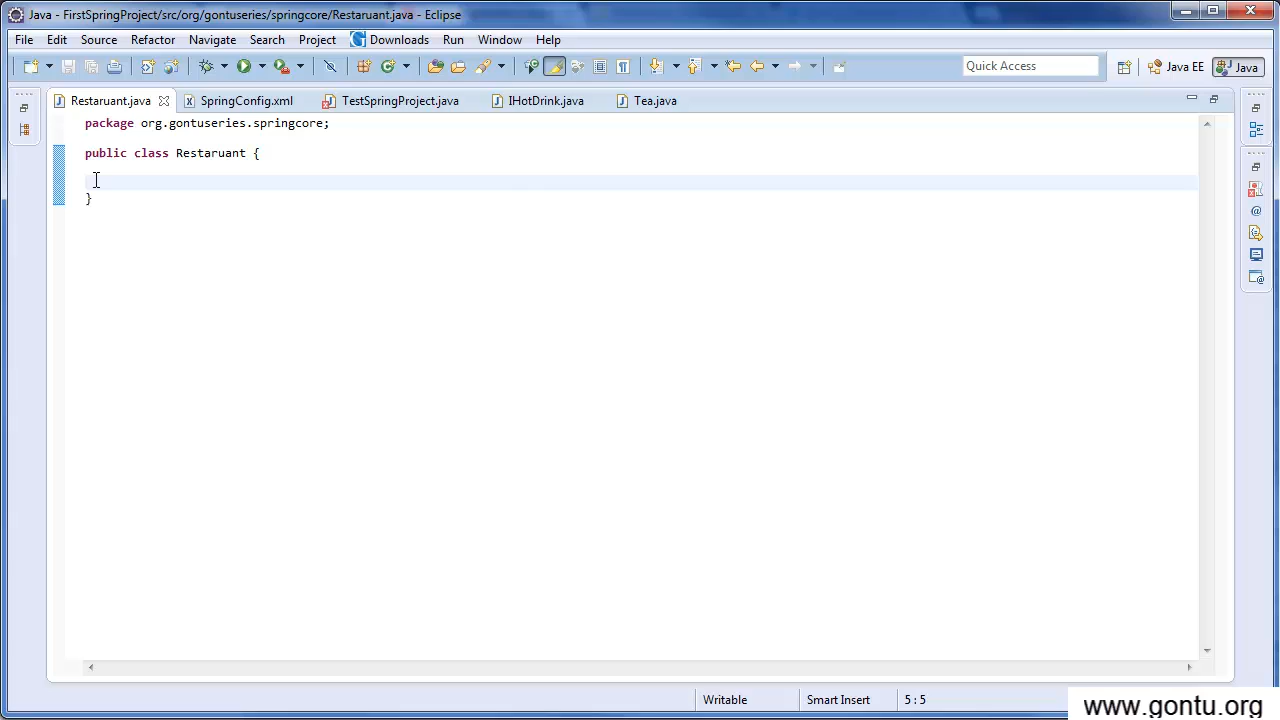 Java - FirstSpringProject/src/org/gontuseries/springcore/Restaruant.java - Eclipse
File Edit Source Refactor Navigate Search Project Downloads Run Window Help
Quick Access Java EE Java
Restaruant.java SpringConfig.xml TestSpringProject.java IHotDrink.java Tea.java
package org.gontuseries.springcore;
public class Restaruant {
}
Writable Smart Insert 5 : 5
www.gontu.org